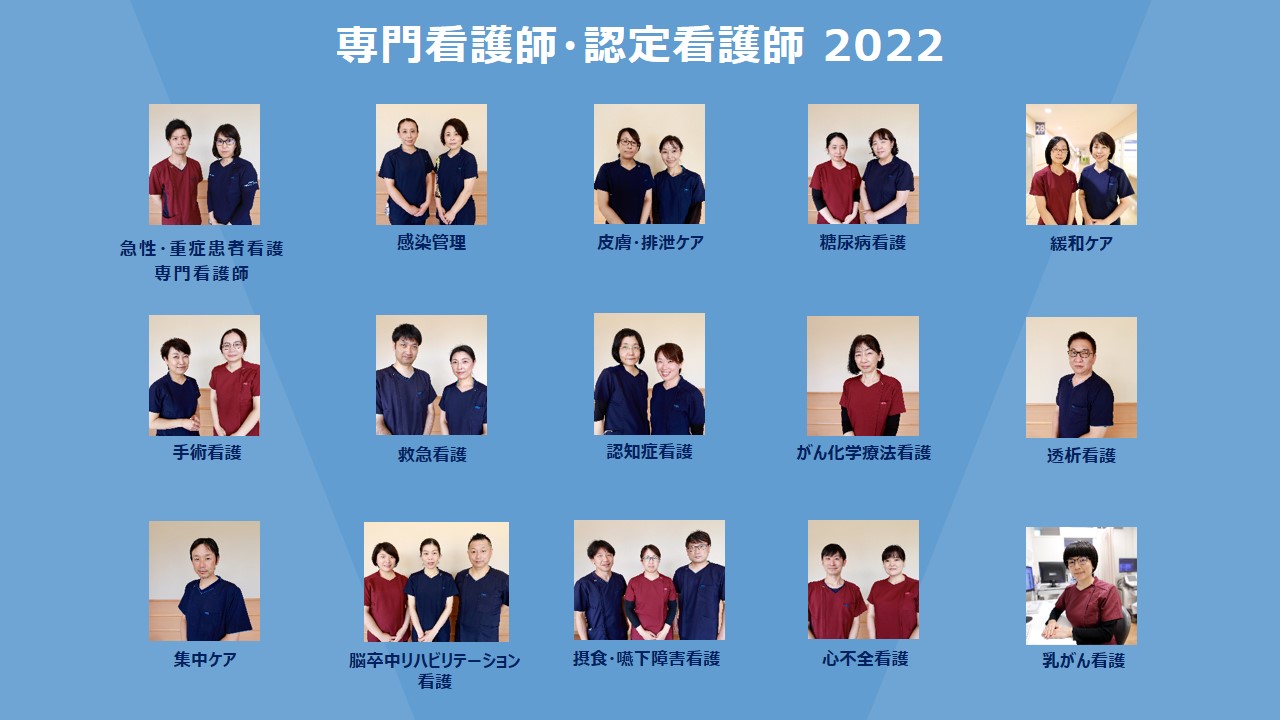 専門看護師・認定看護師 2022
急性・重症患者看護
専門看護師
感染管理
皮膚・排泄ケア
糖尿病看護
緩和ケア
手術看護
救急看護
認知症看護
がん化学療法看護
透析看護
集中ケア
脳卒中リハビリテーション
看護
摂食・嚥下障害看護
心不全看護
乳がん看護
28